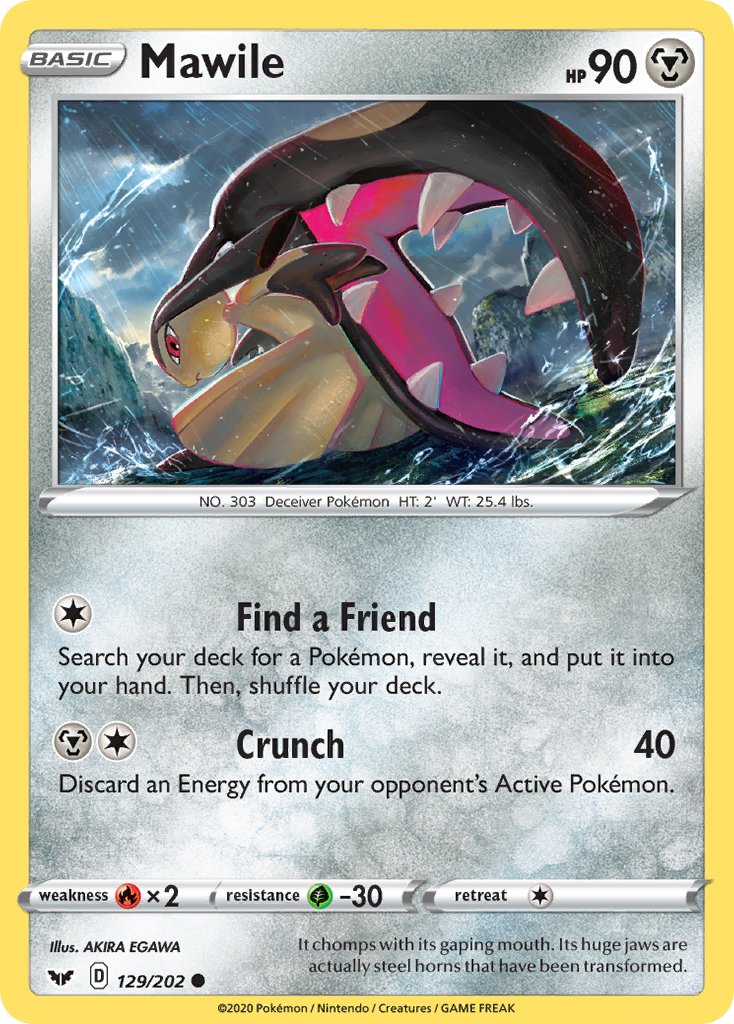 BASIC Mawile HP 90
NO. 303 Deceiver Pokémon HT: 2' WT: 25.4 lbs.
Find a Friend
Search your deck for a Pokémon, reveal it, and put it into
your hand. Then, shuffle your deck.
Crunch 40
Discard an Energy from your opponent's Active Pokémon.
weakness ×2 resistance -30 retreat
Illus. AKIRA EGAWA
It chomps with its gaping mouth. Its huge jaws are
actually steel horns that have been transformed.
D 129/202
©2020 Pokémon / Nintendo / Creatures / GAME FREAK